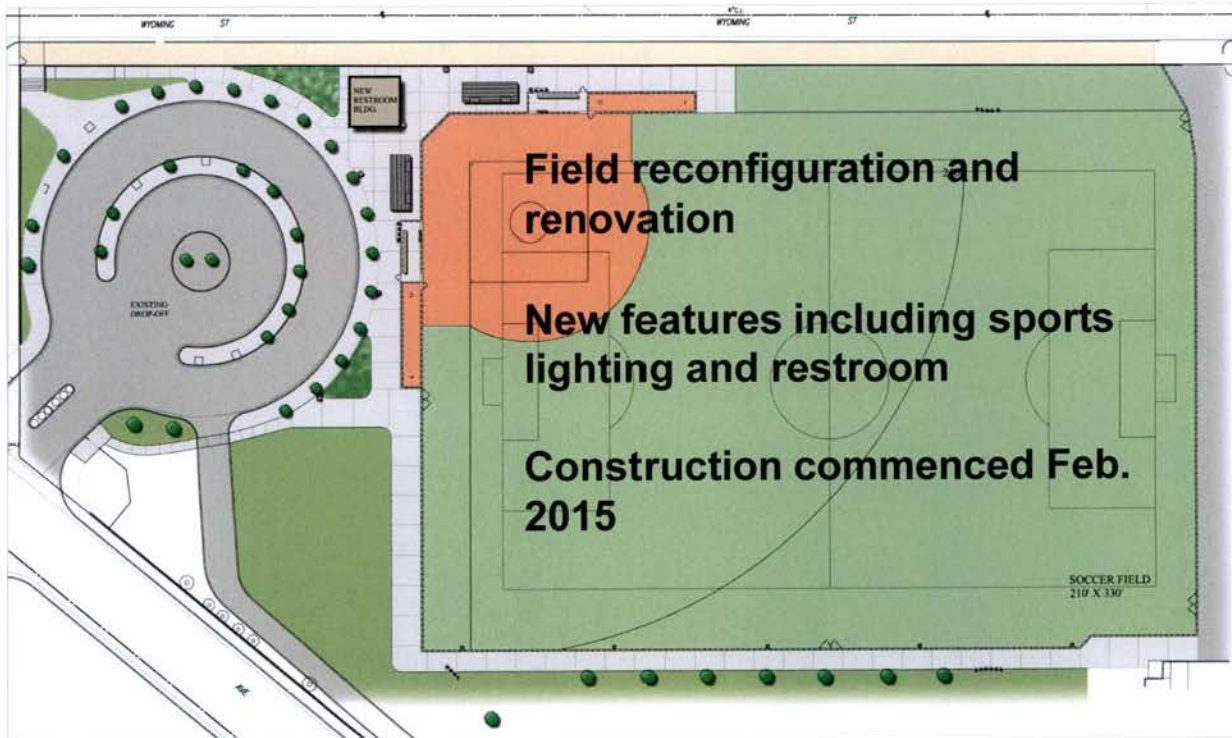 WYOMING ST WYOMING ST
NEW
RESTROOM
BLDG.
Field reconfiguration and
renovation
EXISTING
DROP-OFF
New features including sports
lighting and restroom
Construction commenced Feb.
2015
SOCCER FIELD
210' X 330'
AVE